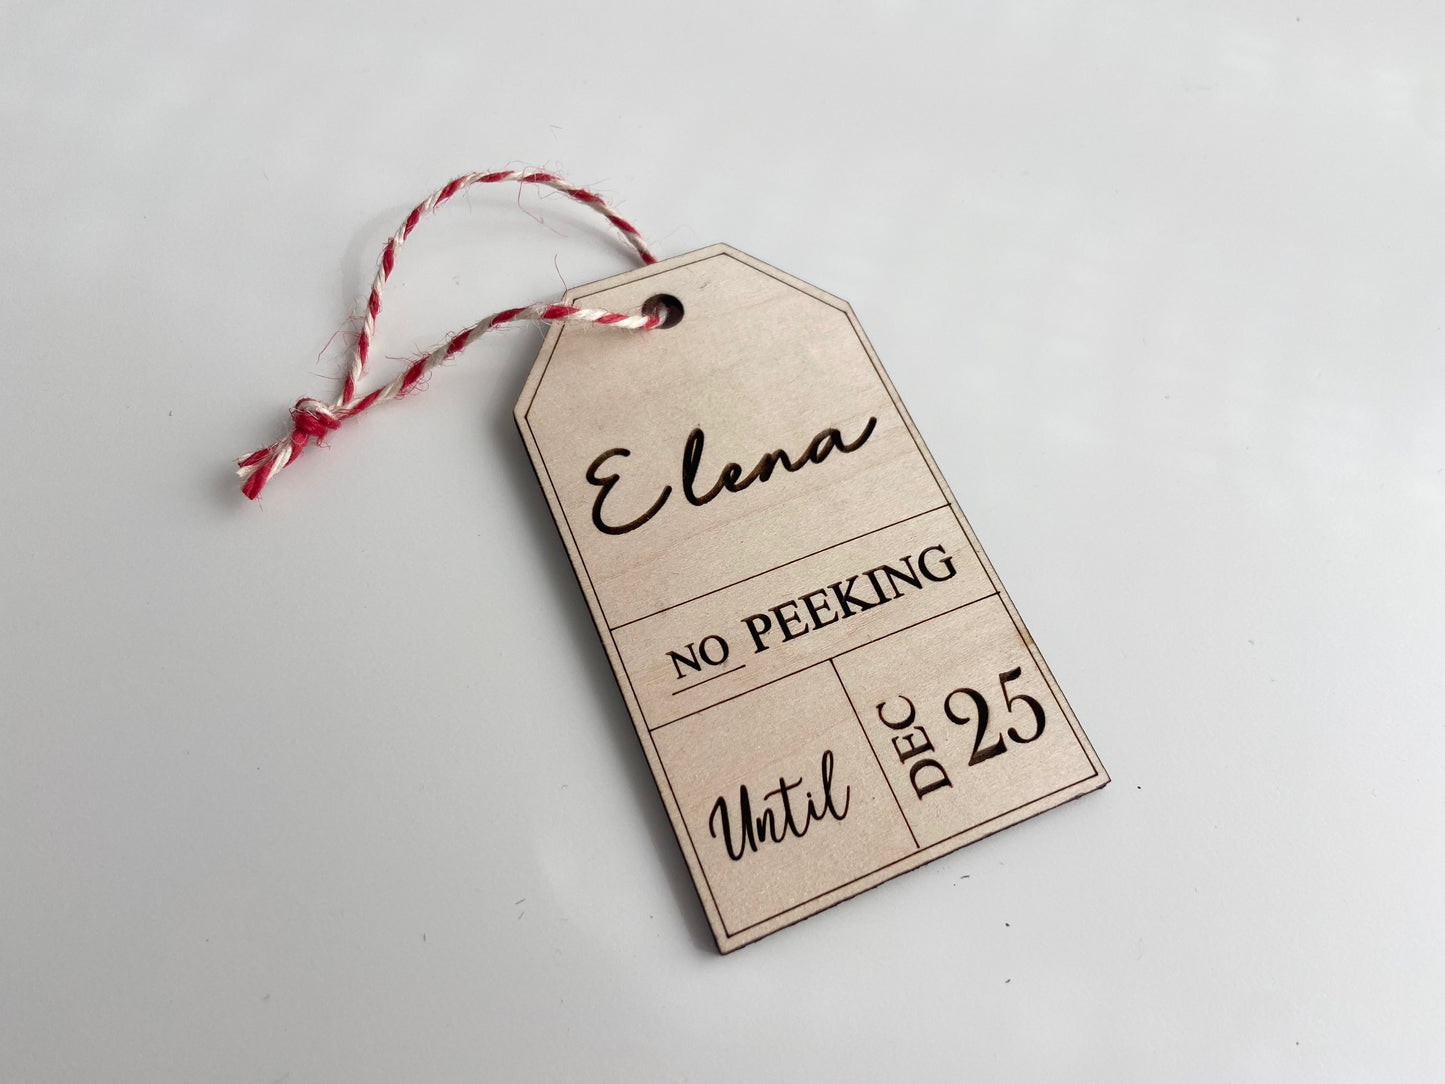 Elena
NO PEEKING
Until
DEC 25